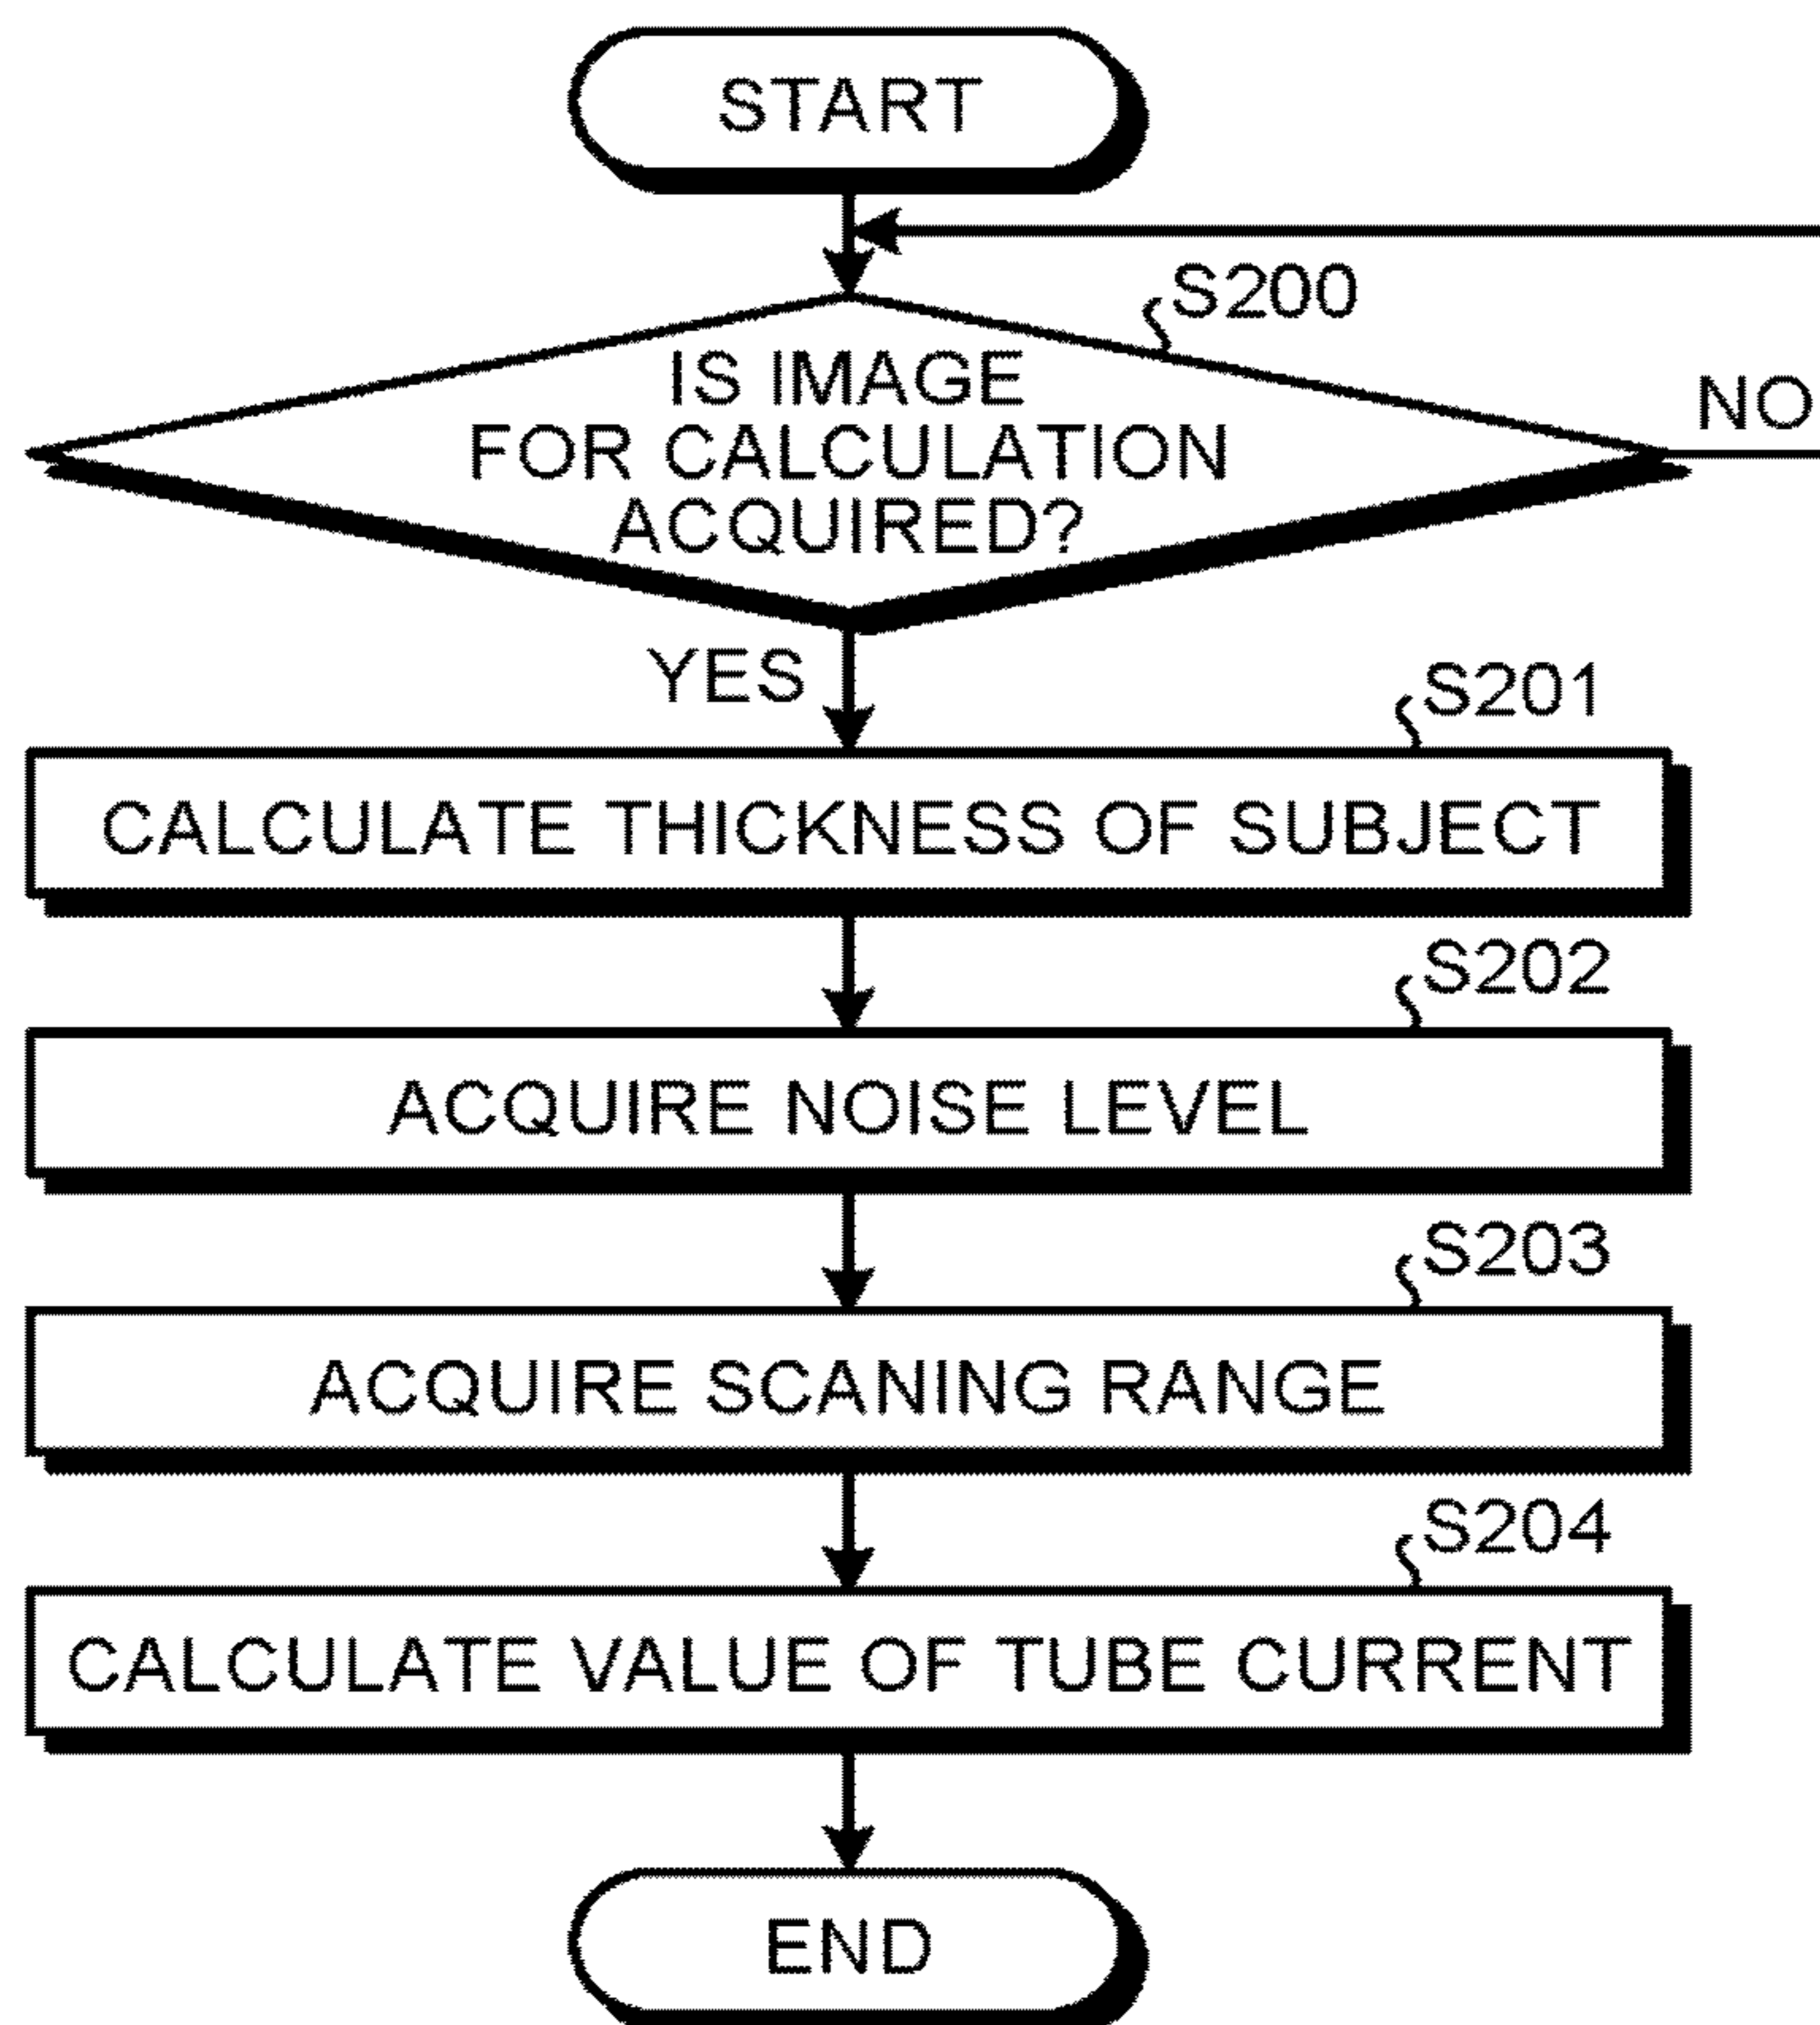 START
S200
IS IMAGE
FOR CALCULATION
ACQUIRED?
NO
YES
S201
CALCULATE THICKNESS OF SUBJECT
S202
ACQUIRE NOISE LEVEL
S203
ACQUIRE SCANING RANGE
S204
CALCULATE VALUE OF TUBE CURRENT
END